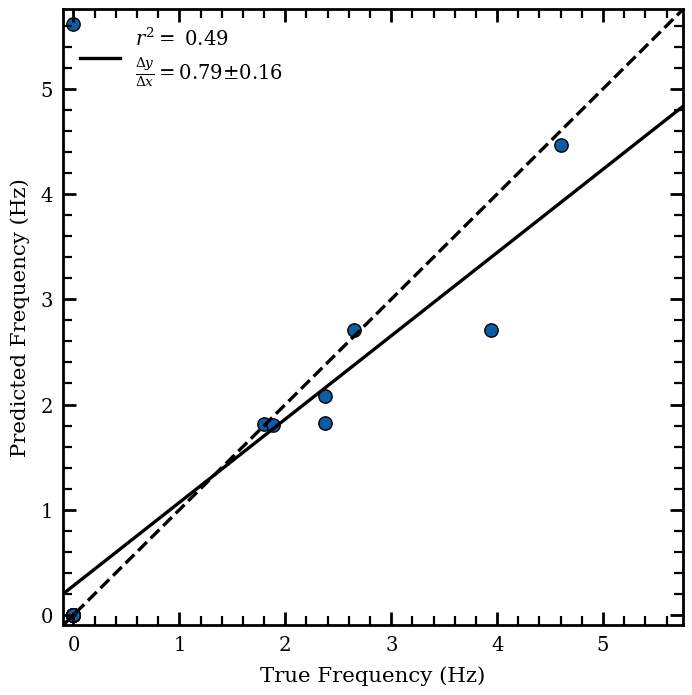 r² = 0.49
Δy/Δx = 0.79±0.16
Predicted Frequency (Hz)
5
4
3
2
1
0
0 1 2 3 4 5
True Frequency (Hz)